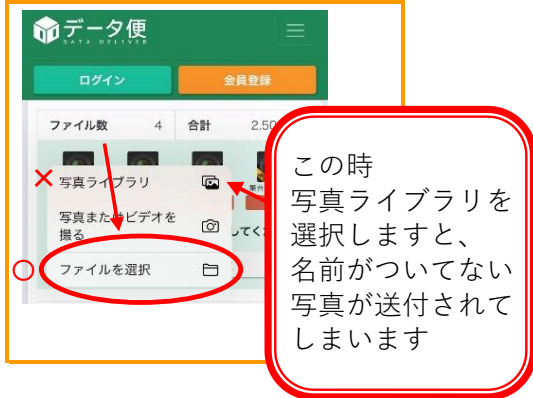 データ便
DATA DELIVER
ログイン
会員登録
ファイル数 4 合計 2.50
写真ライブラリ
写真またはビデオを
撮る
ファイルを選択
してく
この時
写真ライブラリを
選択しますと、
名前がついてない
写真が送付されて
しまいます